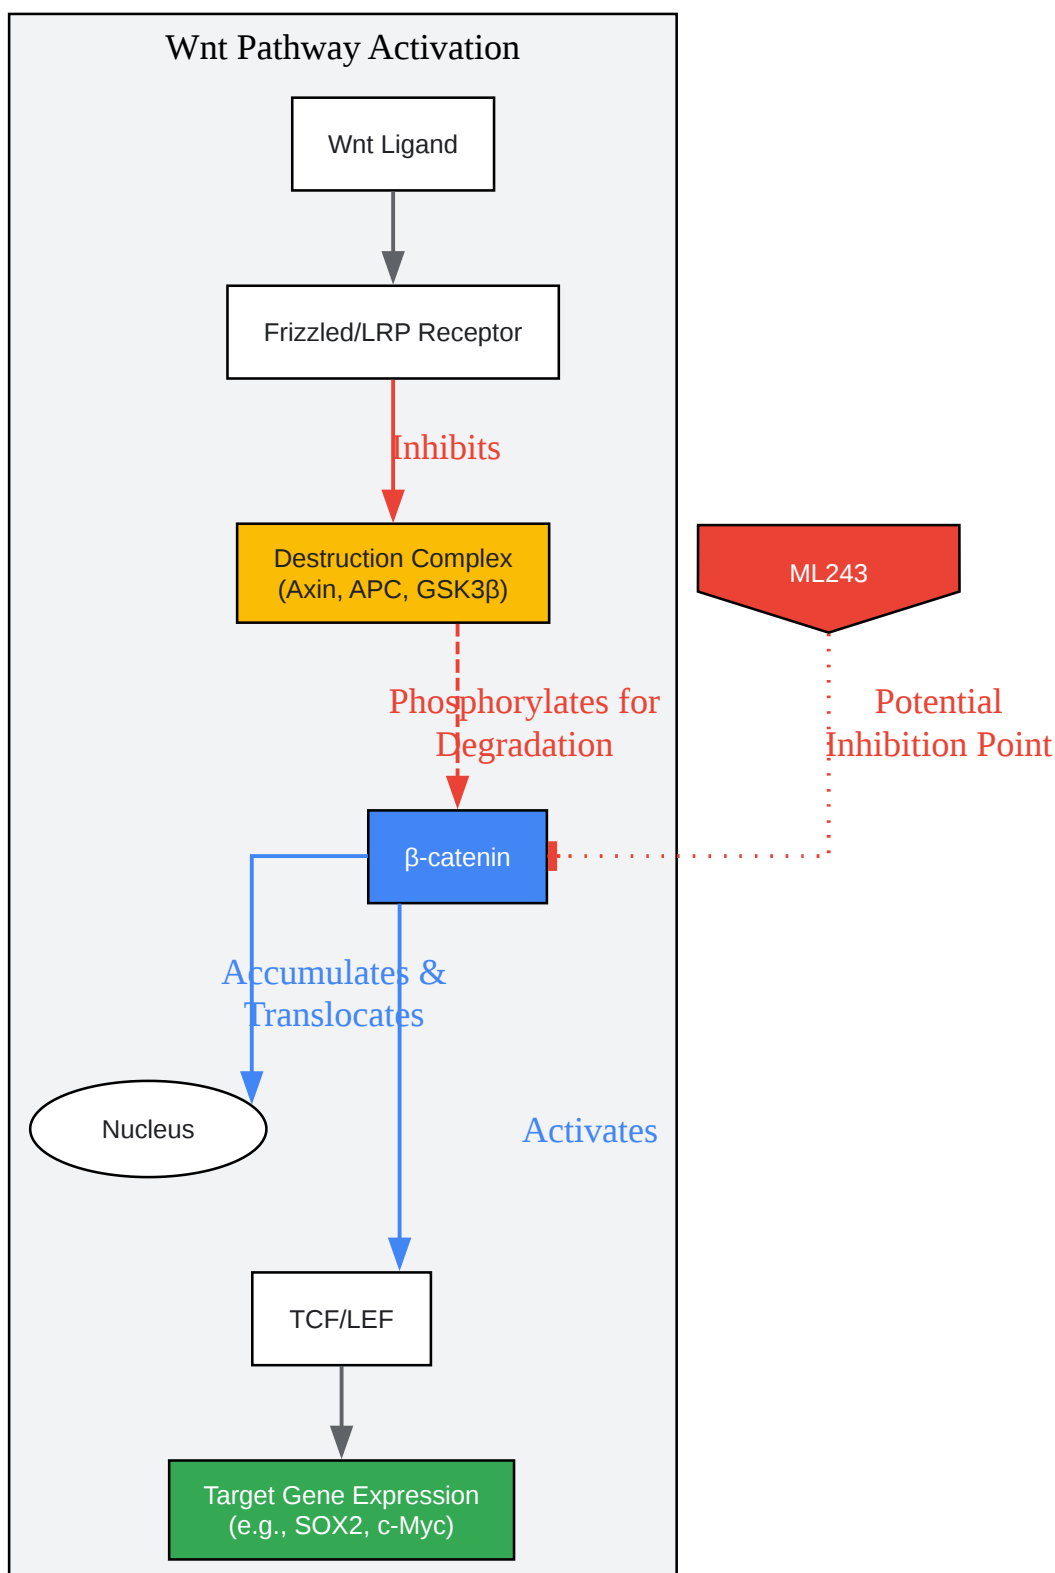 Wnt Pathway Activation
Wnt Ligand
Frizzled/LRP Receptor
Inhibits
Destruction Complex
(Axin, APC, GSK3β)
ML243
Phosphorylates for
Degradation
Potential
Inhibition Point
β-catenin
Accumulates &
Translocates
Nucleus
Activates
TCF/LEF
Target Gene Expression
(e.g., SOX2, c-Myc)